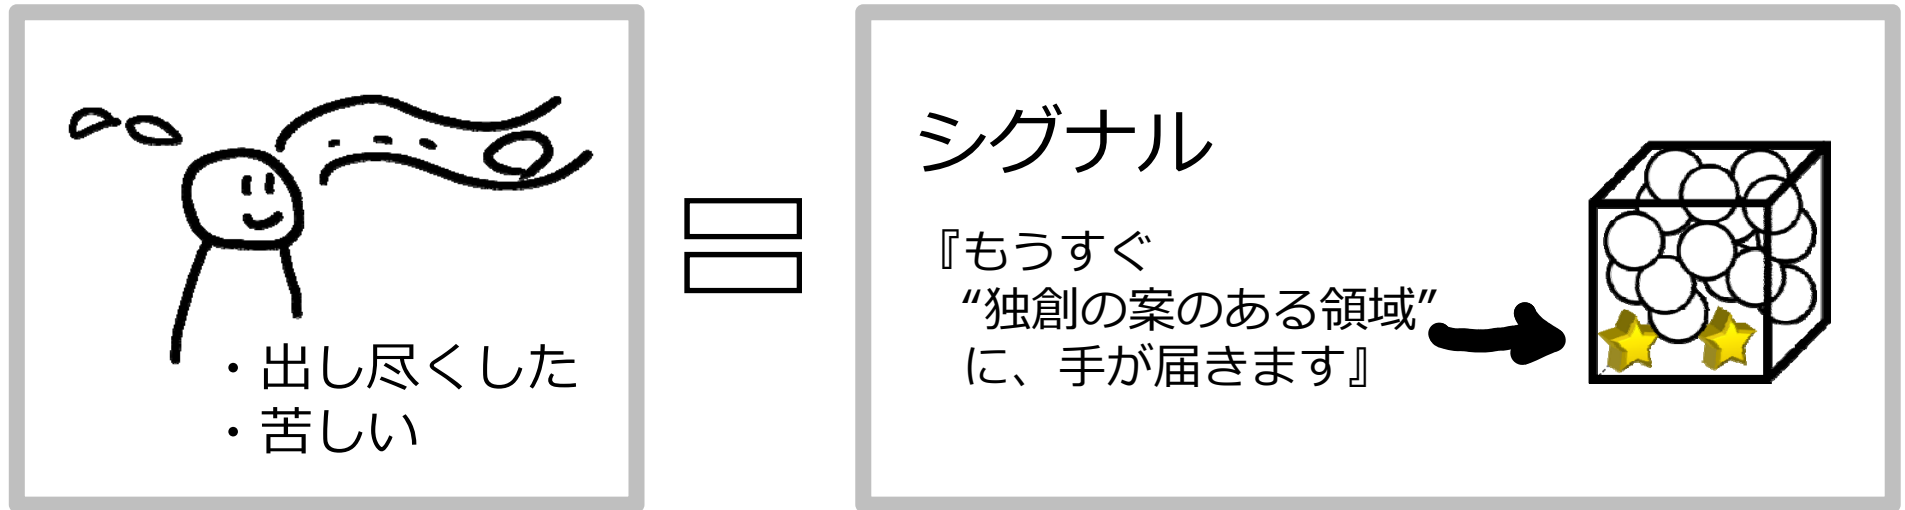 ・出し尽くした
・苦しい
シグナル
『もうすぐ
“独創の案のある領域”
に、手が届きます』